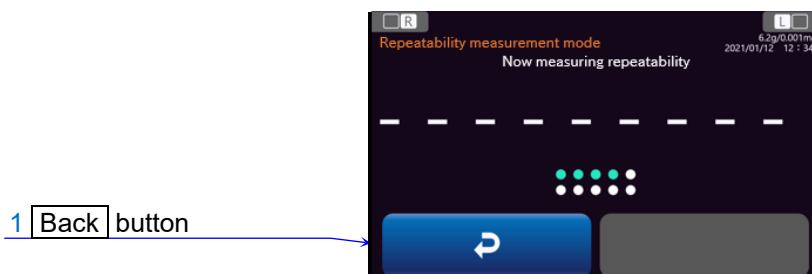 R
L
Repeatability measurement mode
6.2g/0.001m
2021/01/12 12:34
Now measuring repeatability
– – – – – – – – –
1 Back button